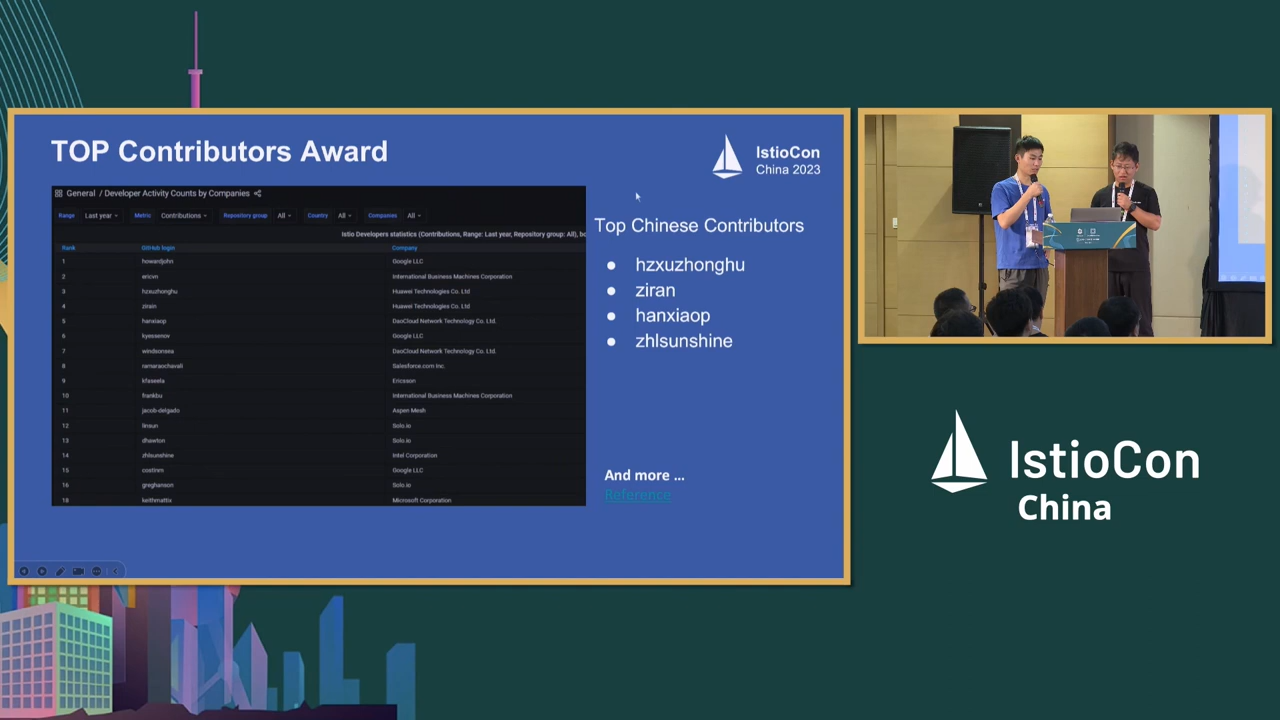 TOP Contributors Award
IstioCon
China 2023
General / Developer Activity Counts by Companies
Range Last year Metric Contributions Repository group All Country All Companies All
Istio Developers statistics (Contributions, Range: Last year, Repository group: All), bo
Rank GitHub login Company
1 howardjohn Google LLC
2 ericvn International Business Machines Corporation
3 hzxuzhonghu Huawei Technologies Co. Ltd
4 zirain Huawei Technologies Co. Ltd
5 hanxiaop DaoCloud Network Technology Co. Ltd.
6 kyessenov Google LLC
7 windsonsea DaoCloud Network Technology Co. Ltd.
8 ramaraochavali Salesforce.com Inc.
9 kfaseela Ericsson
10 frankbu International Business Machines Corporation
11 jacob-delgado Aspen Mesh
12 linsun Solo.io
13 dhawton Solo.io
14 zhlsunshine Intel Corporation
15 costinm Google LLC
16 greghanson Solo.io
18 keithmattix Microsoft Corporation
Top Chinese Contributors
● hzxuzhonghu
● ziran
● hanxiaop
● zhlsunshine
And more ...
Reference
IstioCon
China